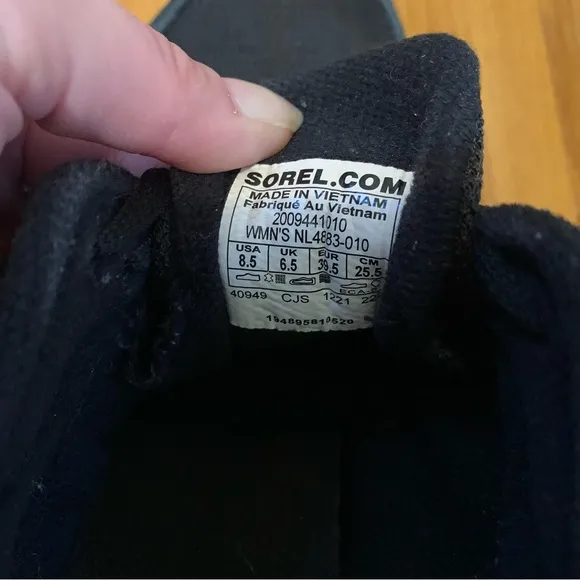 SOREL.COM
MADE IN VIETNAM
Fabriqué Au Vietnam
2009441010
WMN'S NL4883-010
USA UK EUR CM
8.5 6.5 39.5 25.5
40949 CJS 1221